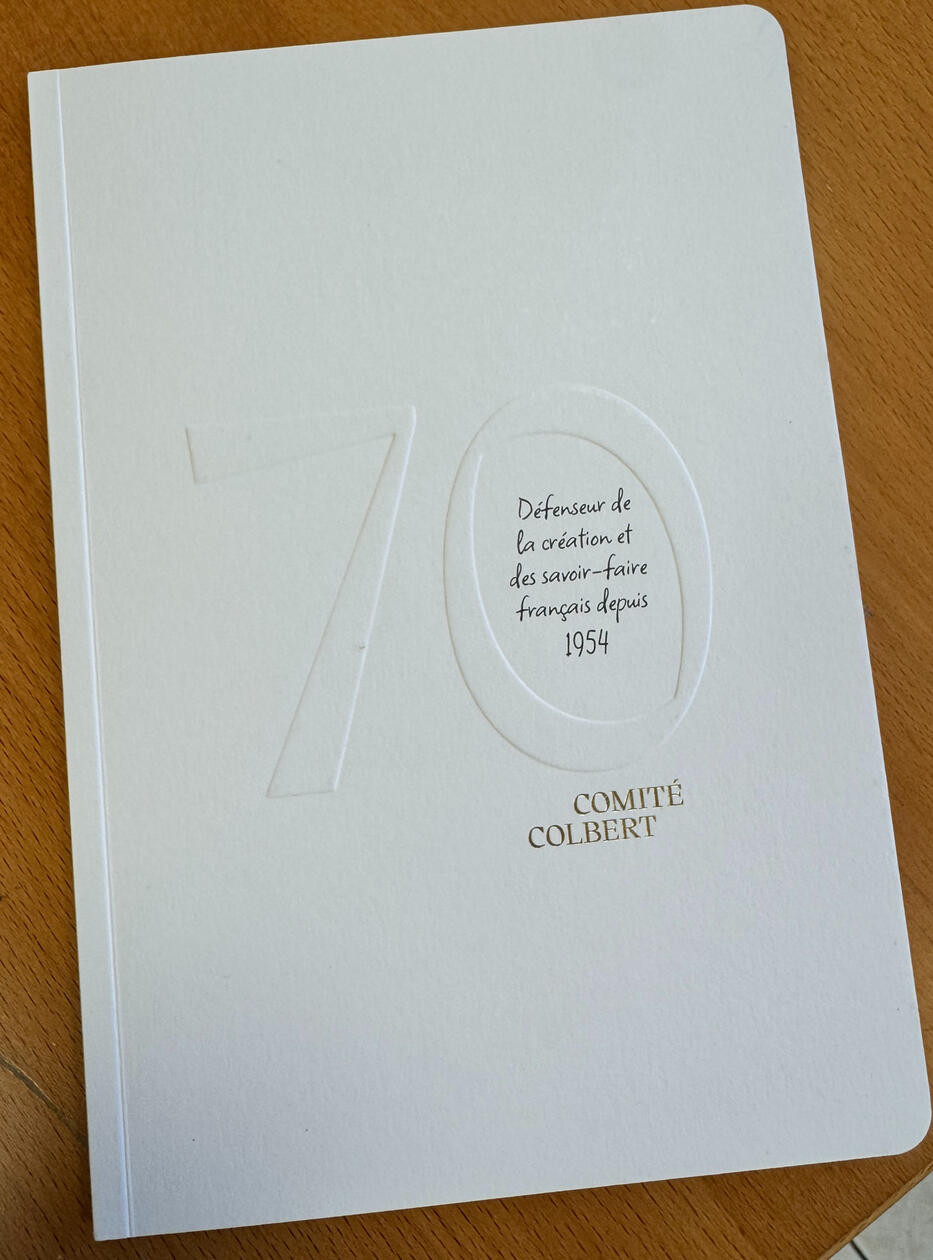 70
Défenseur de
la création et
des savoir-faire
français depuis
1954
COMITÉ
COLBERT